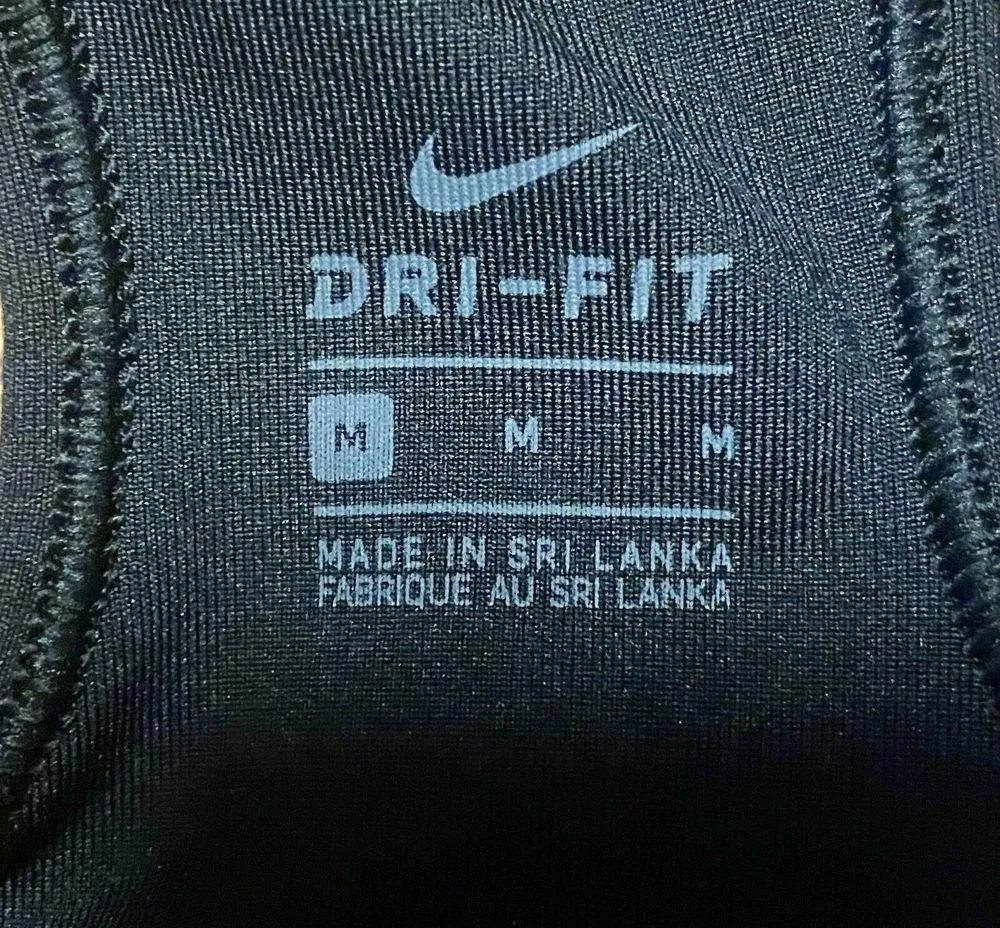 DRI-FIT
M M M
MADE IN SRI LANKA
FABRIQUE AU SRI LANKA